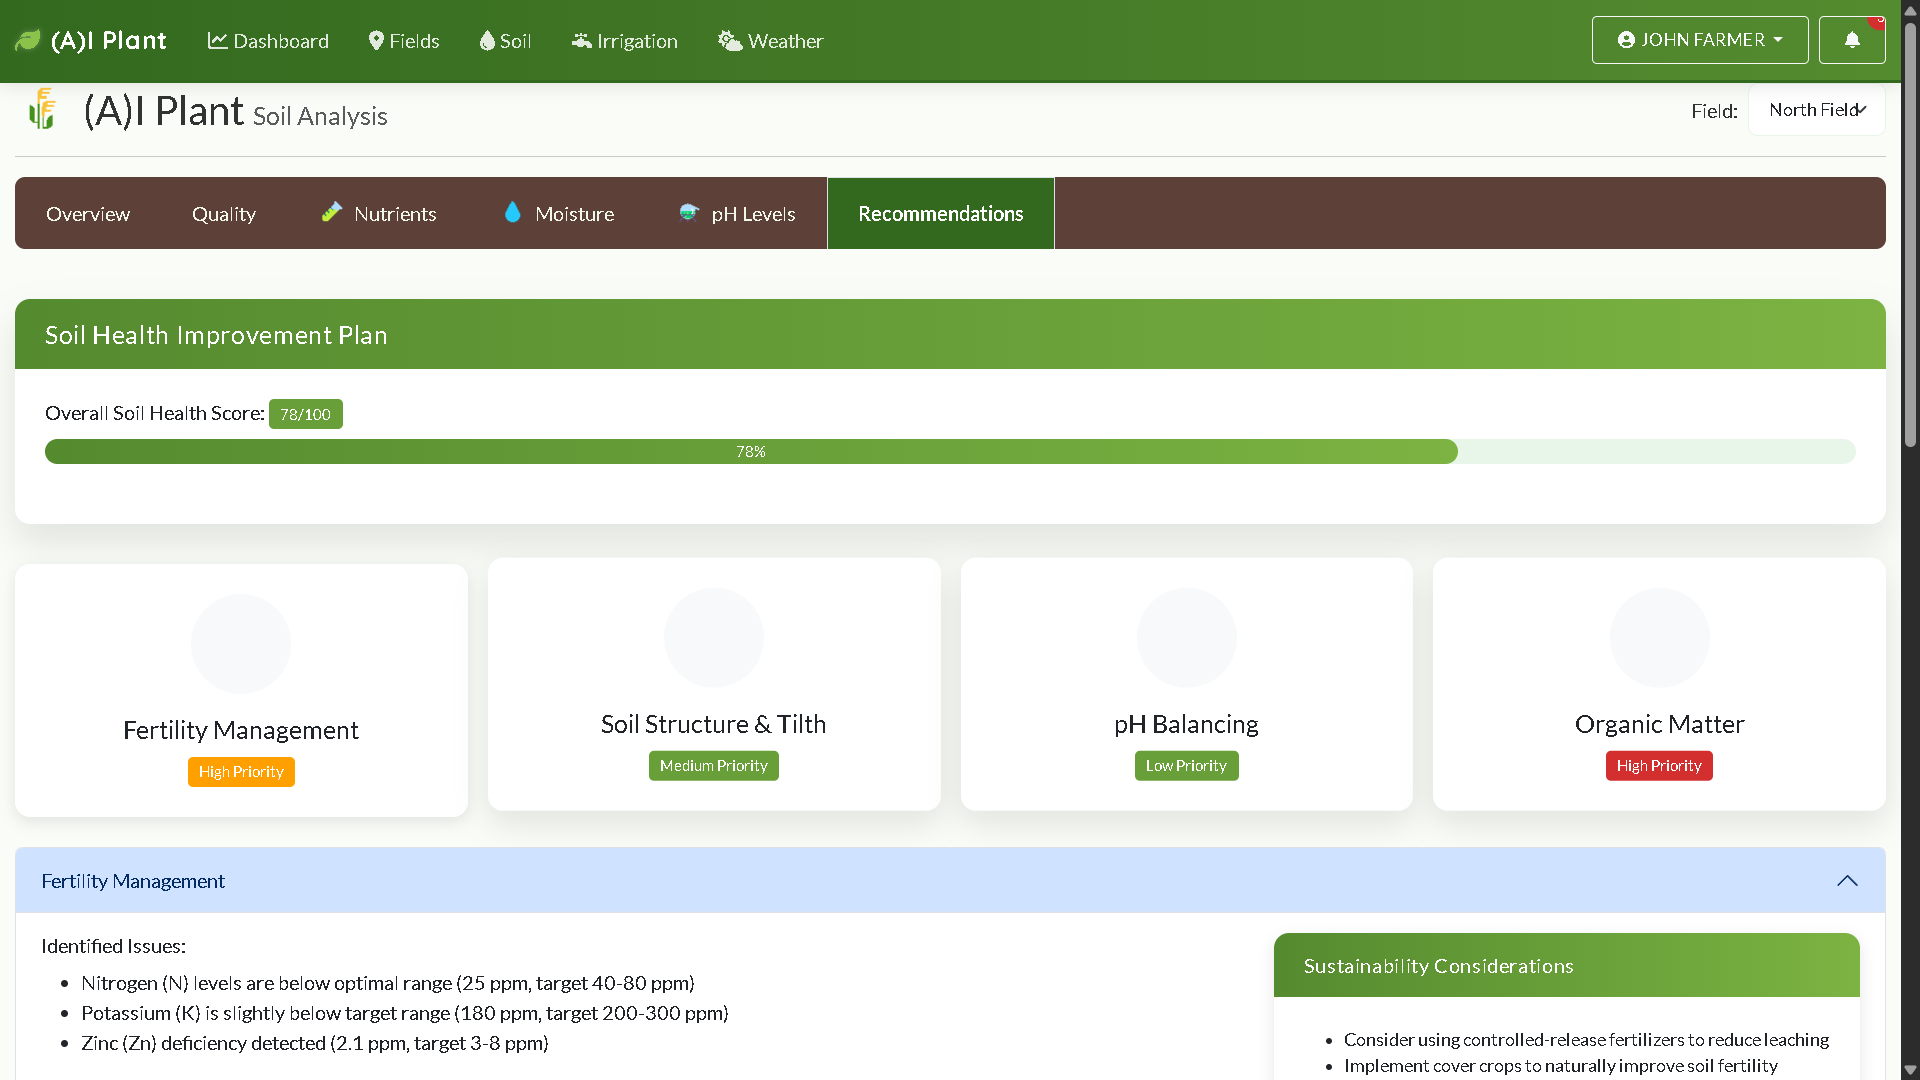 (A)I Plant
Dashboard
Fields
Soil
Irrigation
Weather
JOHN FARMER
(A)I Plant Soil Analysis
Field:
North Field
Overview
Quality
Nutrients
Moisture
pH Levels
Recommendations
Soil Health Improvement Plan
Overall Soil Health Score: 78/100
78%
Fertility Management
High Priority
Soil Structure & Tilth
Medium Priority
pH Balancing
Low Priority
Organic Matter
High Priority
Fertility Management
Identified Issues:
• Nitrogen (N) levels are below optimal range (25 ppm, target 40-80 ppm)
• Potassium (K) is slightly below target range (180 ppm, target 200-300 ppm)
• Zinc (Zn) deficiency detected (2.1 ppm, target 3-8 ppm)
Sustainability Considerations
• Consider using controlled-release fertilizers to reduce leaching
• Implement cover crops to naturally improve soil fertility